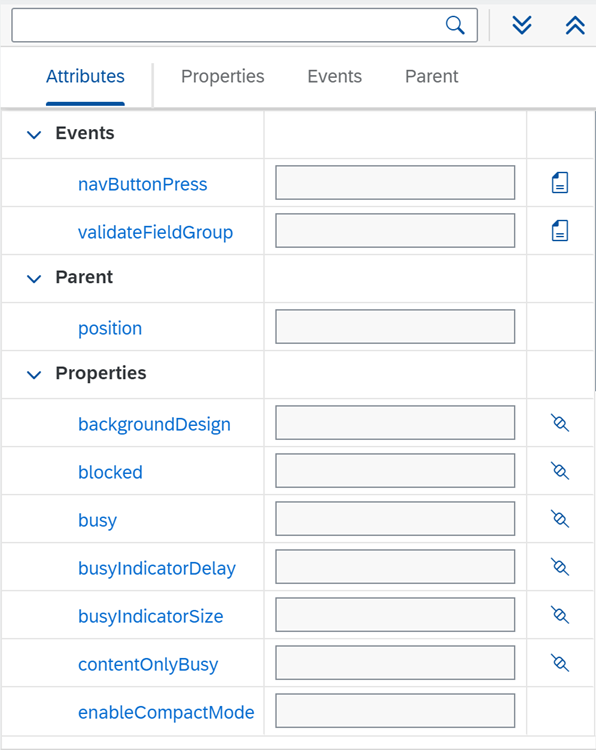 Attributes Properties Events Parent
Events
navButtonPress
validateFieldGroup
Parent
position
Properties
backgroundDesign
blocked
busy
busyIndicatorDelay
busyIndicatorSize
contentOnlyBusy
enableCompactMode